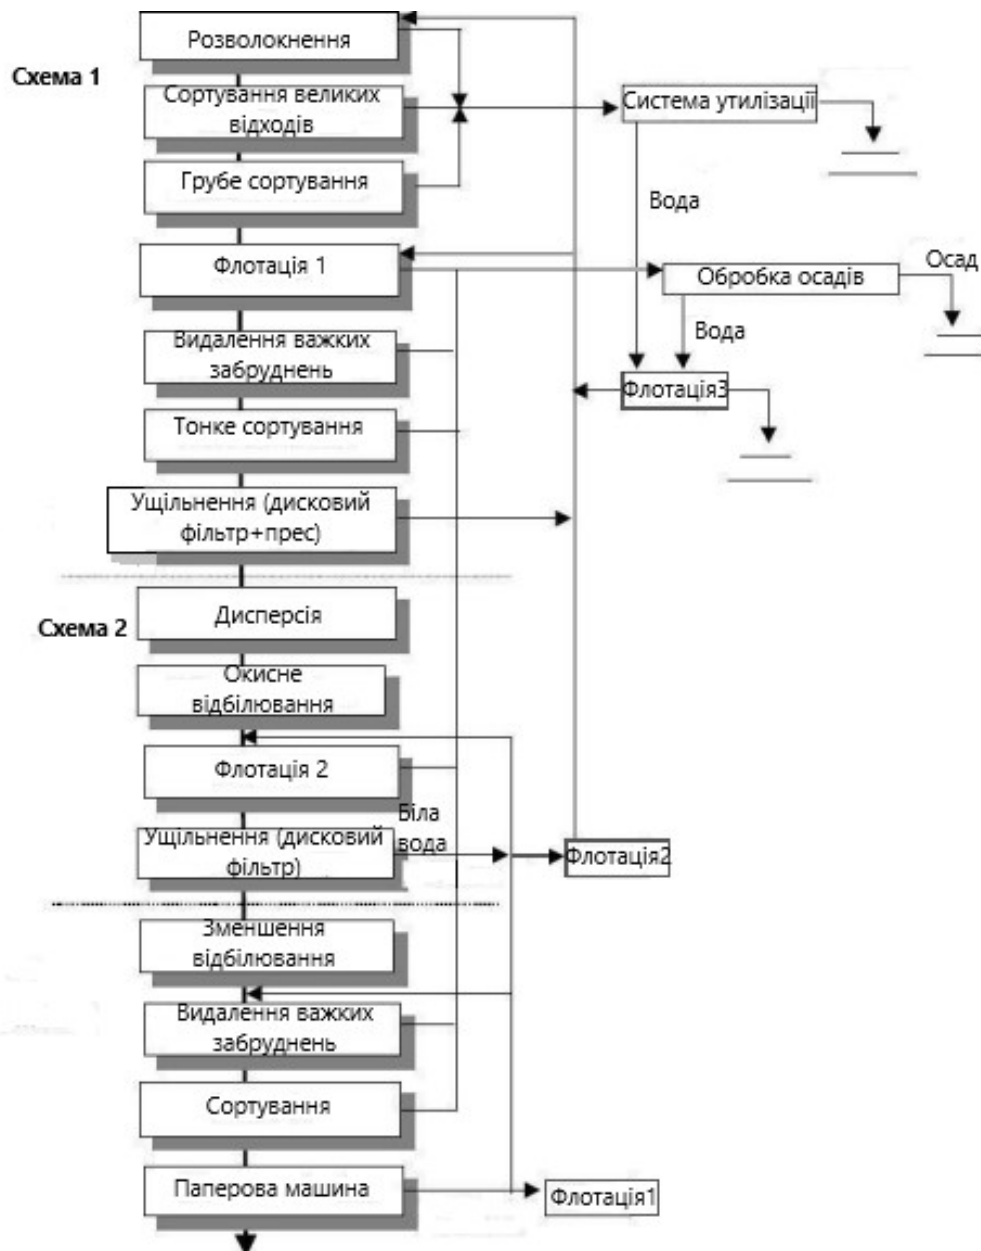 Розволокнення
Схема 1
Сортування великих
відходів
Система утилізації
Грубе сортування
Вода
Флотація 1
Осад
Обробка осадів
Вода
Видалення важких
забруднень
Флотація3
Тонке сортування
Ущільнення (дисковий
фільтр+прес)
Дисперсія
Схема 2
Окисне
відбілювання
Флотація 2
Біла
вода
Ущільнення (дисковий
фільтр)
Флотація2
Зменшення
відбілювання
Видалення важких
забруднень
Сортування
Паперова машина
Флотація1